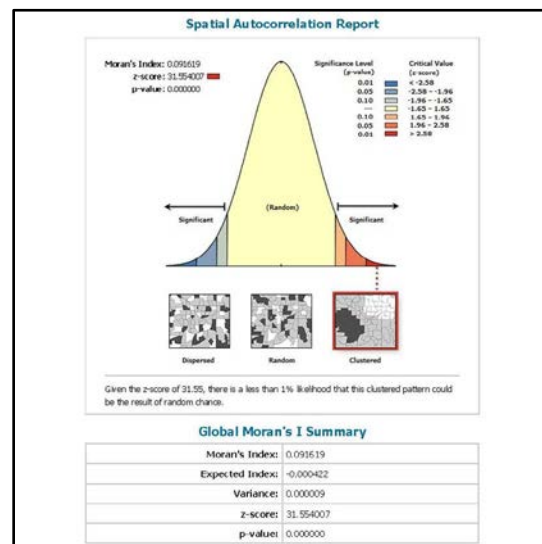 Spatial Autocorrelation Report
Moran's Index: 0.091619
z-score: 31.554007
p-value: 0.000000
Significance Level (p-value)
Critical Value (z-score)
0.01 < -2.58
0.05 -2.58 - -1.96
0.10 -1.96 - -1.65
— -1.65 - 1.65
0.10 1.65 - 1.96
0.05 1.96 - 2.58
0.01 > 2.58
Significant
(Random)
Significant
Dispersed
Random
Clustered
Given the z-score of 31.55, there is a less than 1% likelihood that this clustered pattern could
be the result of random chance.
Global Moran's I Summary
Moran's Index: 0.091619
Expected Index: -0.000422
Variance: 0.000009
z-score: 31.554007
p-value: 0.000000